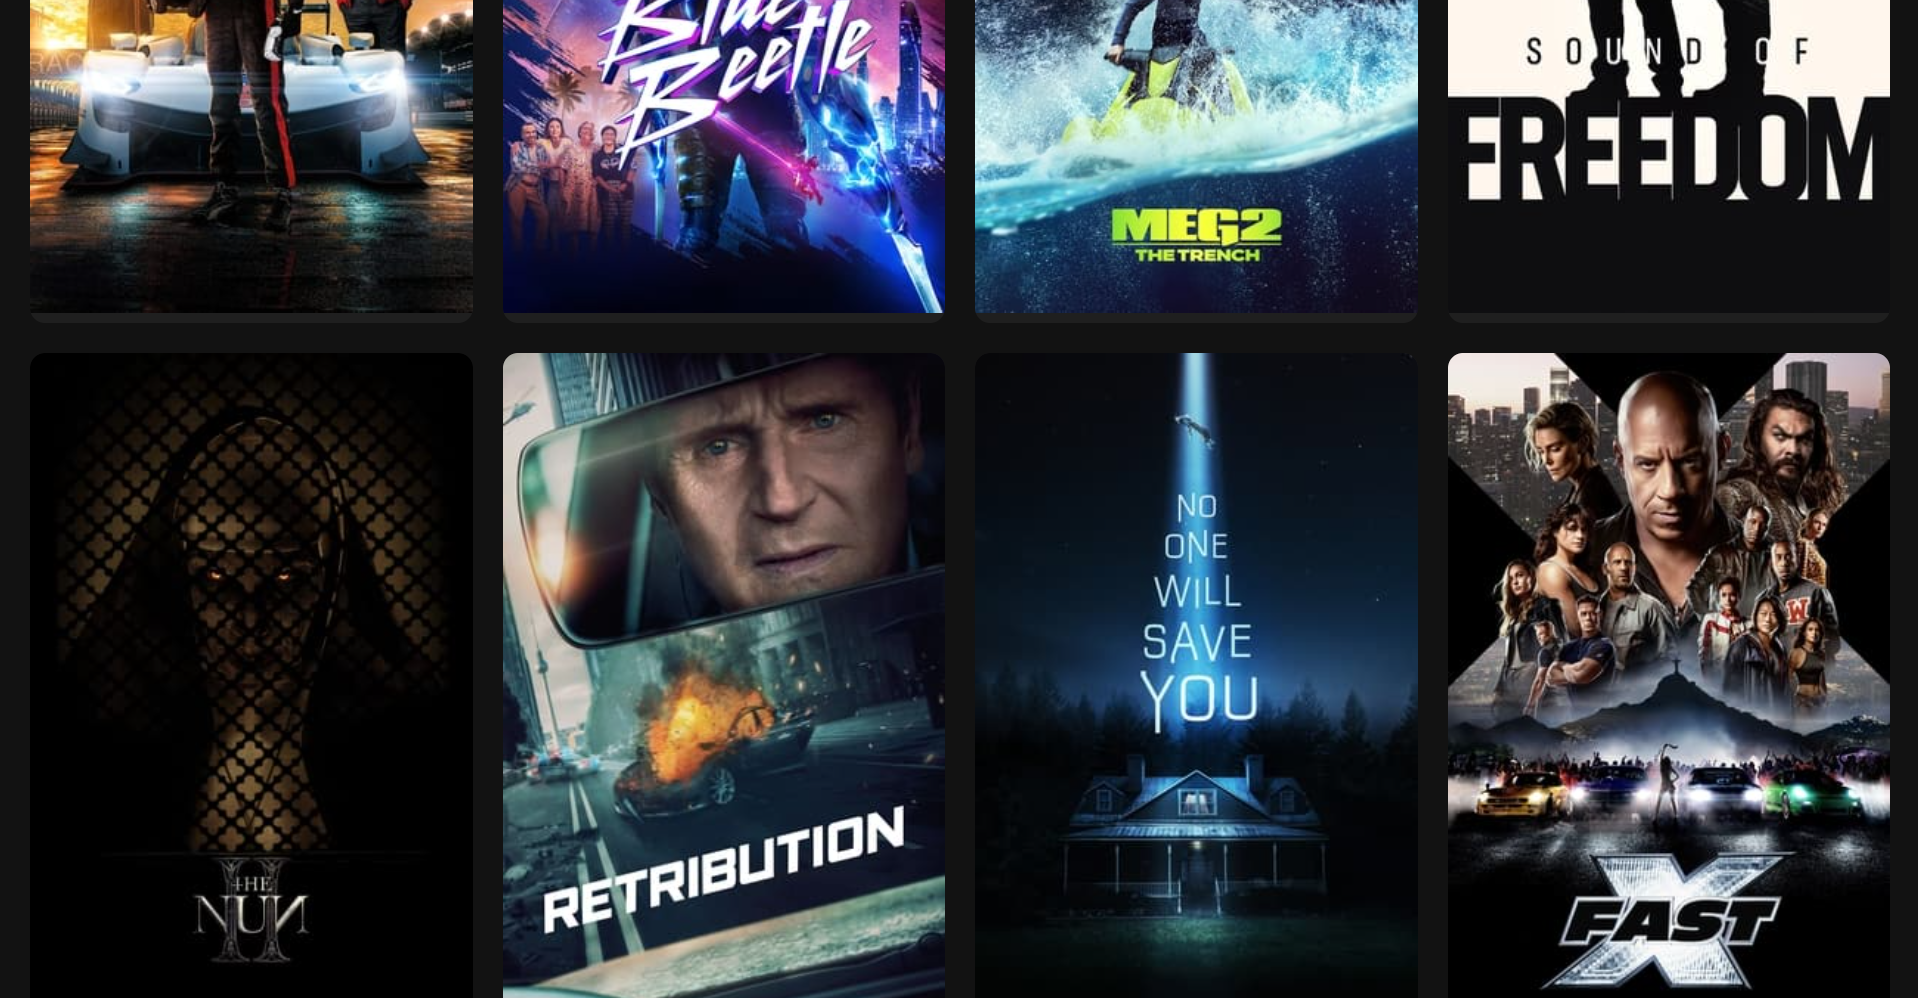 Blue
Beetle
MEG2
THE TRENCH
SOUND OF
FREEDOM
THE
NUN
II
RETRIBUTION
NO
ONE
WILL
SAVE
YOU
W
FAST
X